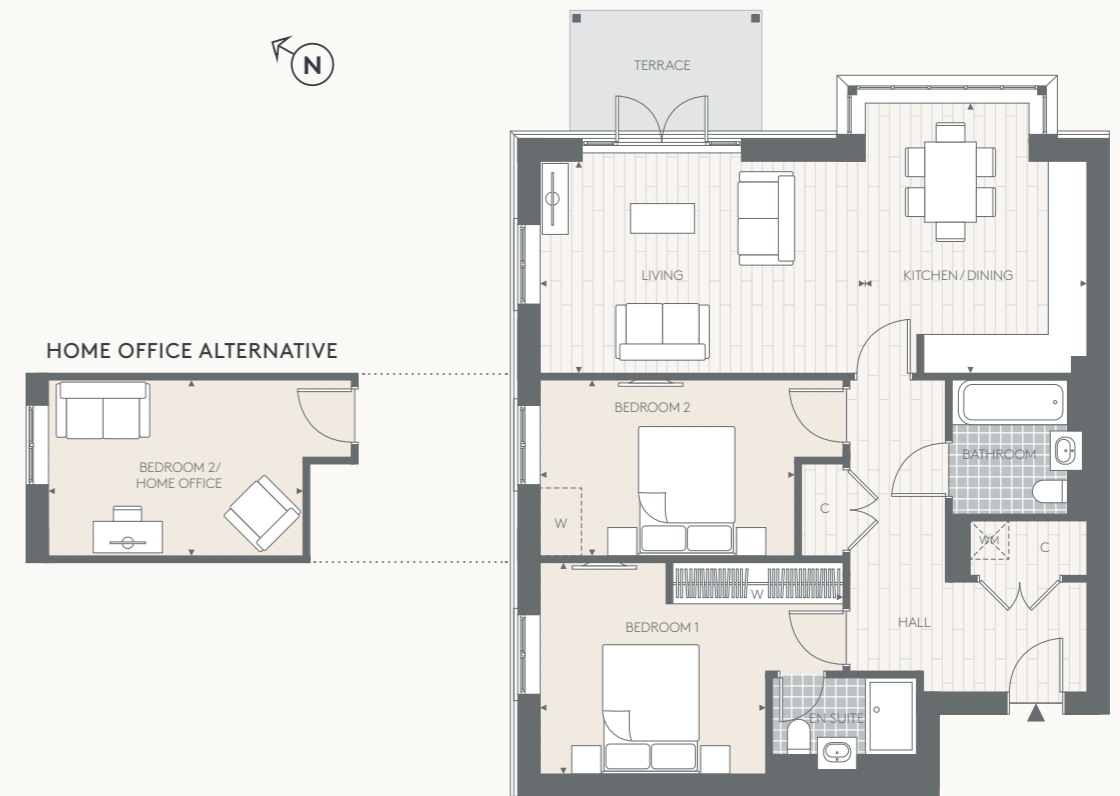 N
TERRACE
LIVING
KITCHEN/DINING
HOME OFFICE ALTERNATIVE
BEDROOM 2/
HOME OFFICE
BEDROOM 2
BATHROOM
W
C
WM
C
W
BEDROOM 1
HALL
EN SUITE